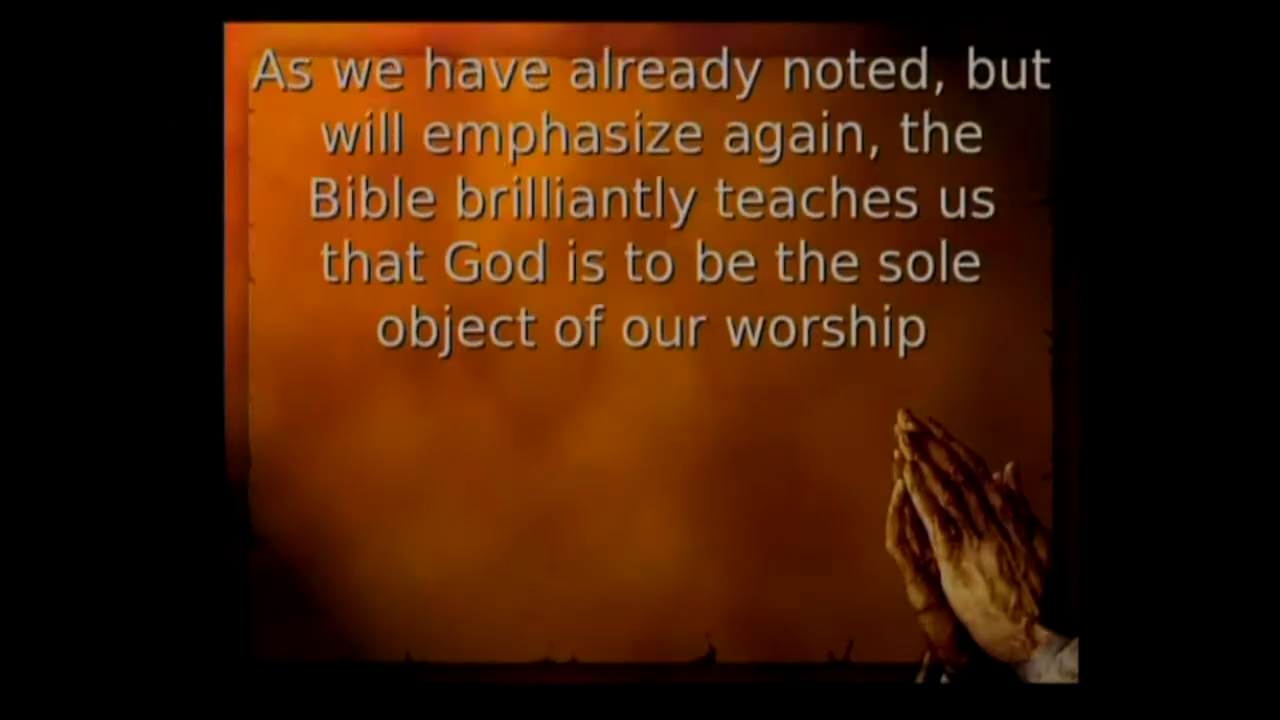 As we have already noted, but
will emphasize again, the
Bible brilliantly teaches us
that God is to be the sole
object of our worship